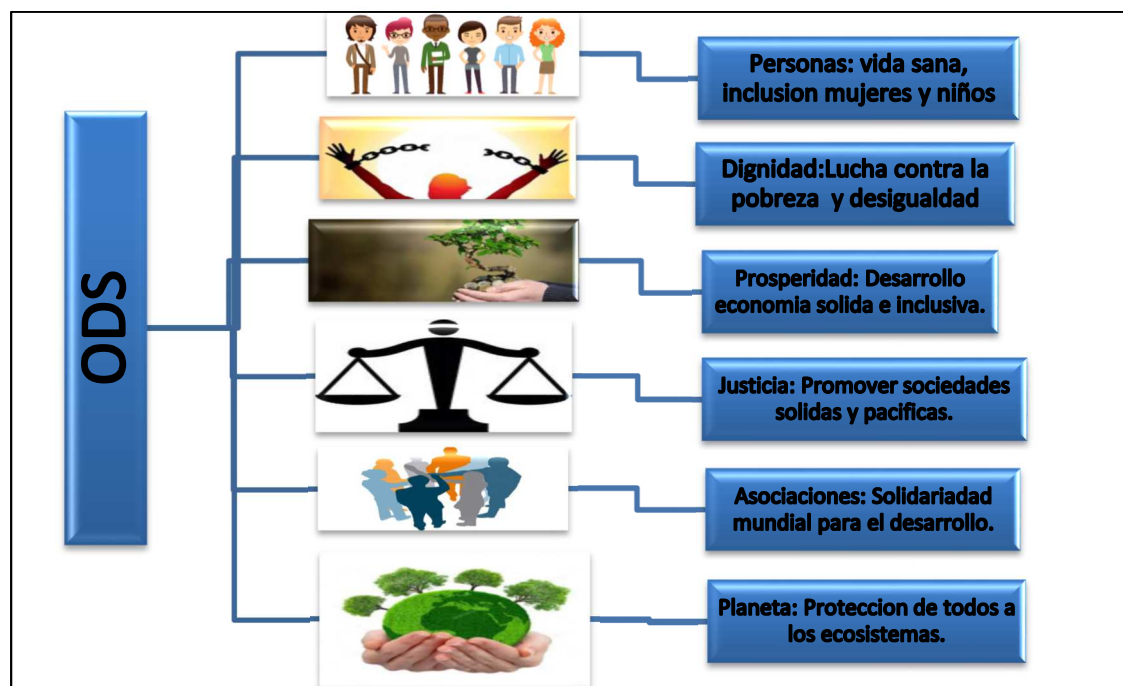 ODS
Personas: vida sana,
inclusion mujeres y niños
Dignidad:Lucha contra la
pobreza y desigualdad
Prosperidad: Desarrollo
economia solida e inclusiva.
Justicia: Promover sociedades
solidas y pacificas.
Asociaciones: Solidariadad
mundial para el desarrollo.
Planeta: Proteccion de todos a
los ecosistemas.